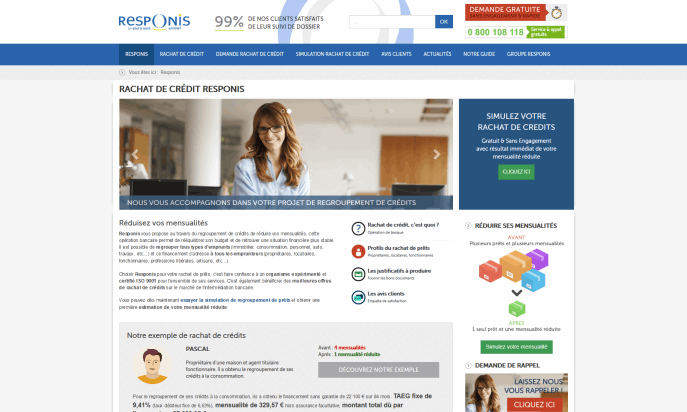 RESPONIS
99%
DE NOS CLIENTS SATISFAITS
DE LEUR SUIVI DE DOSSIER
OK
DEMANDE GRATUITE
SANS ENGAGEMENT & RAPIDE
0 800 108 118
Service & appel
gratuits
RESPONIS
RACHAT DE CRÉDIT
DEMANDE RACHAT DE CRÉDIT
SIMULATION RACHAT DE CRÉDIT
AVIS CLIENTS
ACTUALITÉS
NOTRE GUIDE
GROUPE RESPONIS
Vous êtes ici : Responis
RACHAT DE CRÉDIT RESPONIS
NOUS VOUS ACCOMPAGNONS DANS VOTRE PROJET DE REGROUPEMENT DE CRÉDITS
SIMULEZ VOTRE
RACHAT DE CREDITS
Gratuit & Sans Engagement
avec résultat immédiat de votre
mensualité réduite
CLIQUEZ ICI
Réduisez vos mensualités
Responis vous propose au travers du regroupement de crédits de réduire vos mensualités, cette
opération bancaire permet de rééquilibrer son budget et de retrouver une situation financière plus stable.
Il est possible de regrouper tous types d'emprunts (immobilier, consommation, personnel, auto,
travaux, etc...) et ce financement s'adresse à tous les emprunteurs (propriétaires, locataires,
fonctionnaires, professions libérales, artisans, etc...).
Choisir Responis pour votre rachat de prêts, c'est faire confiance à un organisme expérimenté et
certifié ISO 9001 pour l'ensemble de ses services. C'est également bénéficier des meilleures offres
de rachat de crédits sur le marché de l'intermédiation bancaire.
Vous pouvez dès maintenant essayer la simulation de regroupement de prêts et obtenir une
première estimation de votre mensualité réduite.
Rachat de crédit, c'est quoi ?
Opération de banque
Profils du rachat de prêts
Propriétaires, locataires, fonctionnaires
Les justificatifs à produire
Fournir les bons documents
Les avis clients
Enquête de satisfaction
RÉDUIRE SES MENSUALITÉS
AVANT
Plusieurs prêts et plusieurs mensualités
APRÈS
1 seul prêt et une mensualité réduite
Simulez votre mensualité
Notre exemple de rachat de crédits
PASCAL
Propriétaire d'une maison et agent titulaire
fonctionnaire. Il a obtenu le regroupement de ses
crédits à la consommation.
Avant : 4 mensualités
Après : 1 mensualité réduite
DÉCOUVREZ NOTRE EXEMPLE
Pour le regroupement de ses crédits à la consommation, il a obtenu le financement sans garantie de 22 100 € sur 84 mois. TAEG fixe de
9,41% (taux débiteur fixe de 6,63%), mensualité de 329,57 € hors assurance facultative, montant total dû par
DEMANDE DE RAPPEL
LAISSEZ NOUS
VOUS RAPPELER !
CLIQUEZ ICI